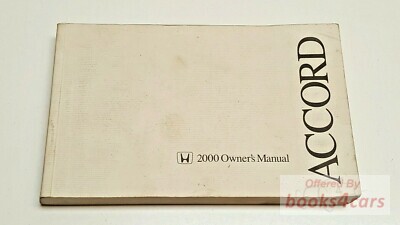 ACCORD
2000 Owner's Manual
Offered By
books4cars